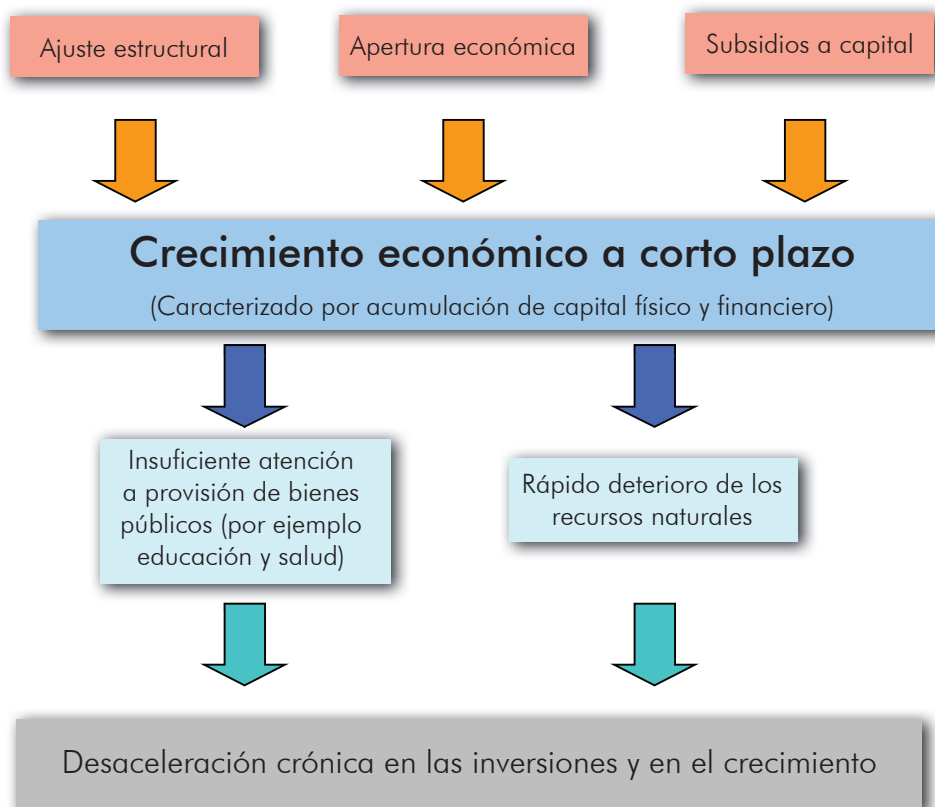 Ajuste estructural
Apertura económica
Subsidios a capital
Crecimiento económico a corto plazo
(Caracterizado por acumulación de capital físico y financiero)
Insuficiente atención
a provisión de bienes
públicos (por ejemplo
educación y salud)
Rápido deterioro de los
recursos naturales
Desaceleración crónica en las inversiones y en el crecimiento